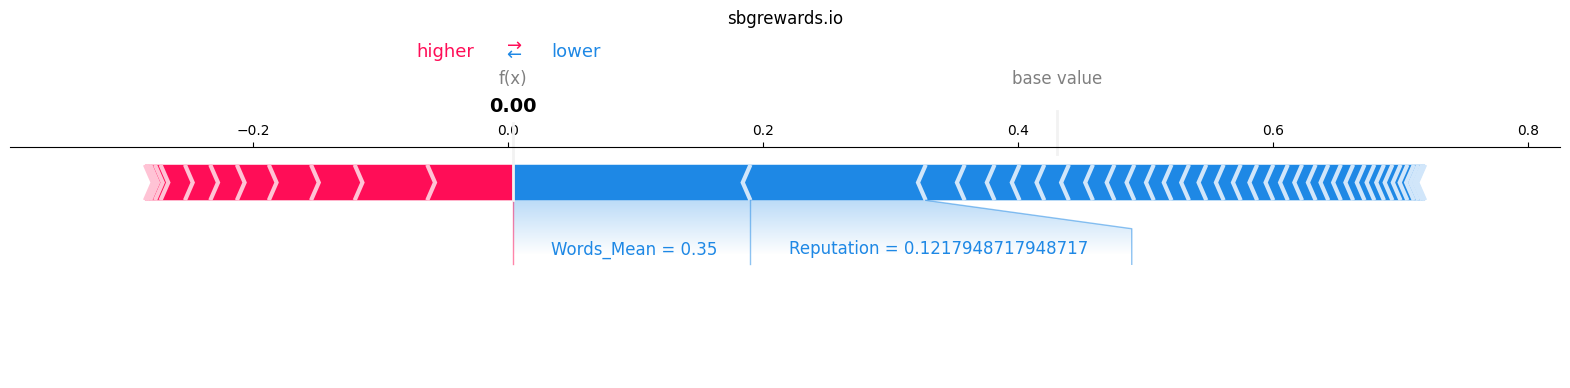 sbgrewards.io
higher ⇄ lower
f(x) base value
0.00
−0.2 0.0 0.2 0.4 0.6 0.8
Words_Mean = 0.35 Reputation = 0.1217948717948717